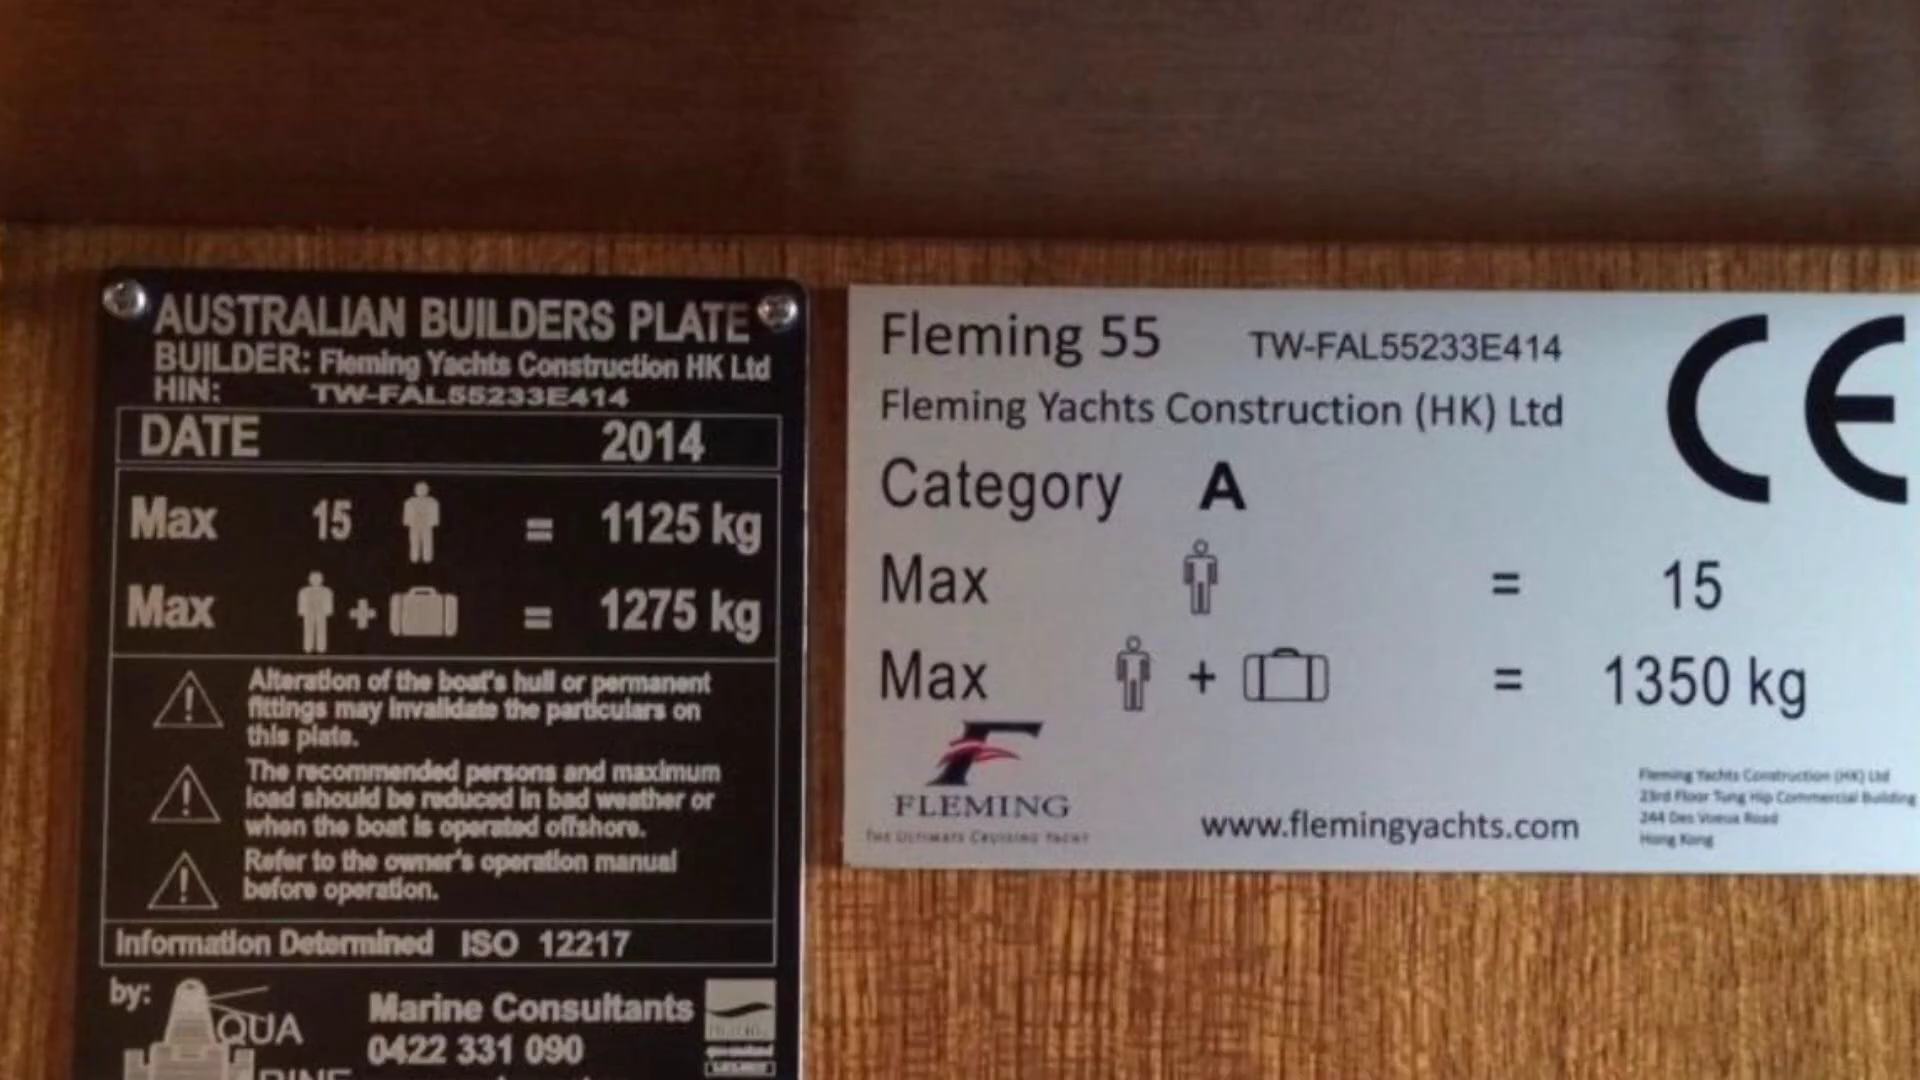 AUSTRALIAN BUILDERS PLATE
BUILDER: Fleming Yachts Construction HK Ltd
HIN: TW-FAL55233E414
DATE 2014
Max 15 = 1125 kg
Max + = 1275 kg
Alteration of the boat's hull or permanent
fittings may invalidate the particulars on
this plate.
The recommended persons and maximum
load should be reduced in bad weather or
when the boat is operated offshore.
Refer to the owner's operation manual
before operation.
Information Determined ISO 12217
by:
AQUA
Marine Consultants
0422 331 090
Fleming 55 TW-FAL55233E414
CE
Fleming Yachts Construction (HK) Ltd
Category A
Max = 15
Max + = 1350 kg
FLEMING
THE ULTIMATE CRUISING YACHT
www.flemingyachts.com
Fleming Yachts Construction (HK) Ltd
23rd Floor Tung Hip Commercial Building
244 Des Voeux Road
Hong Kong